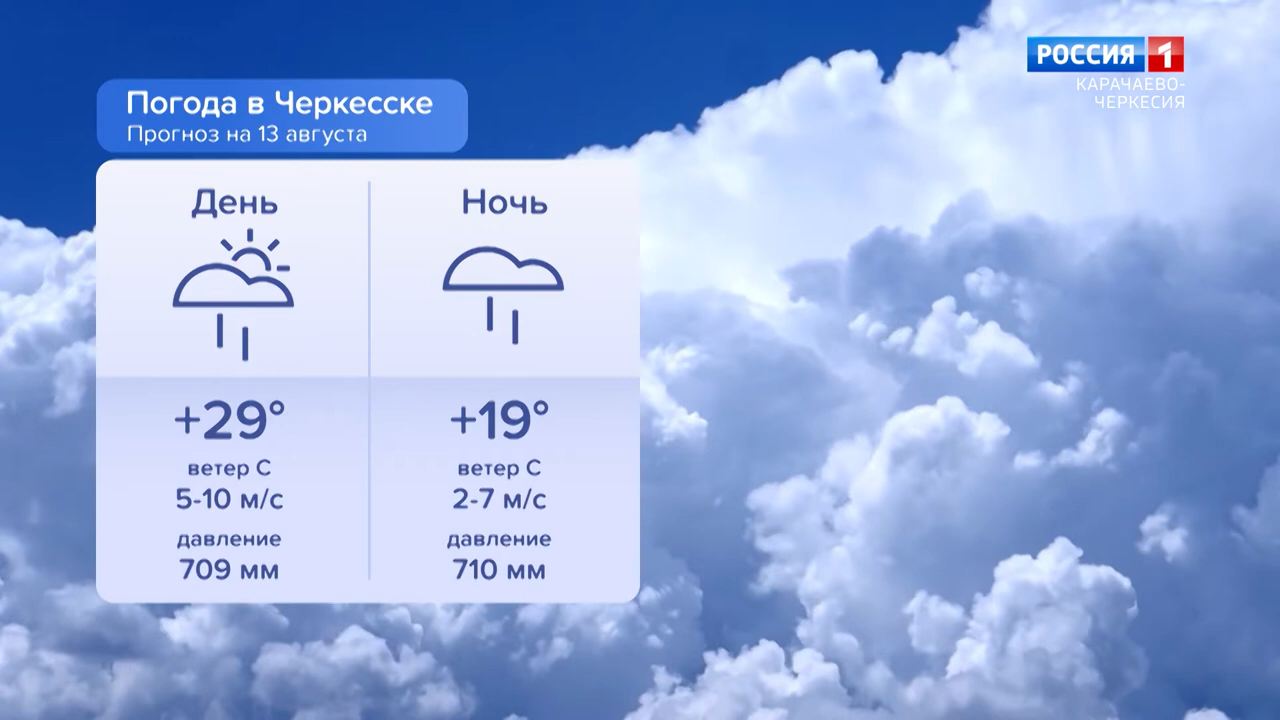 РОССИЯ 1
КАРАЧАЕВО-
ЧЕРКЕСИЯ
Погода в Черкесске
Прогноз на 13 августа
День
Ночь
+29°
+19°
ветер С
ветер С
5-10 м/с
2-7 м/с
давление
давление
709 мм
710 мм